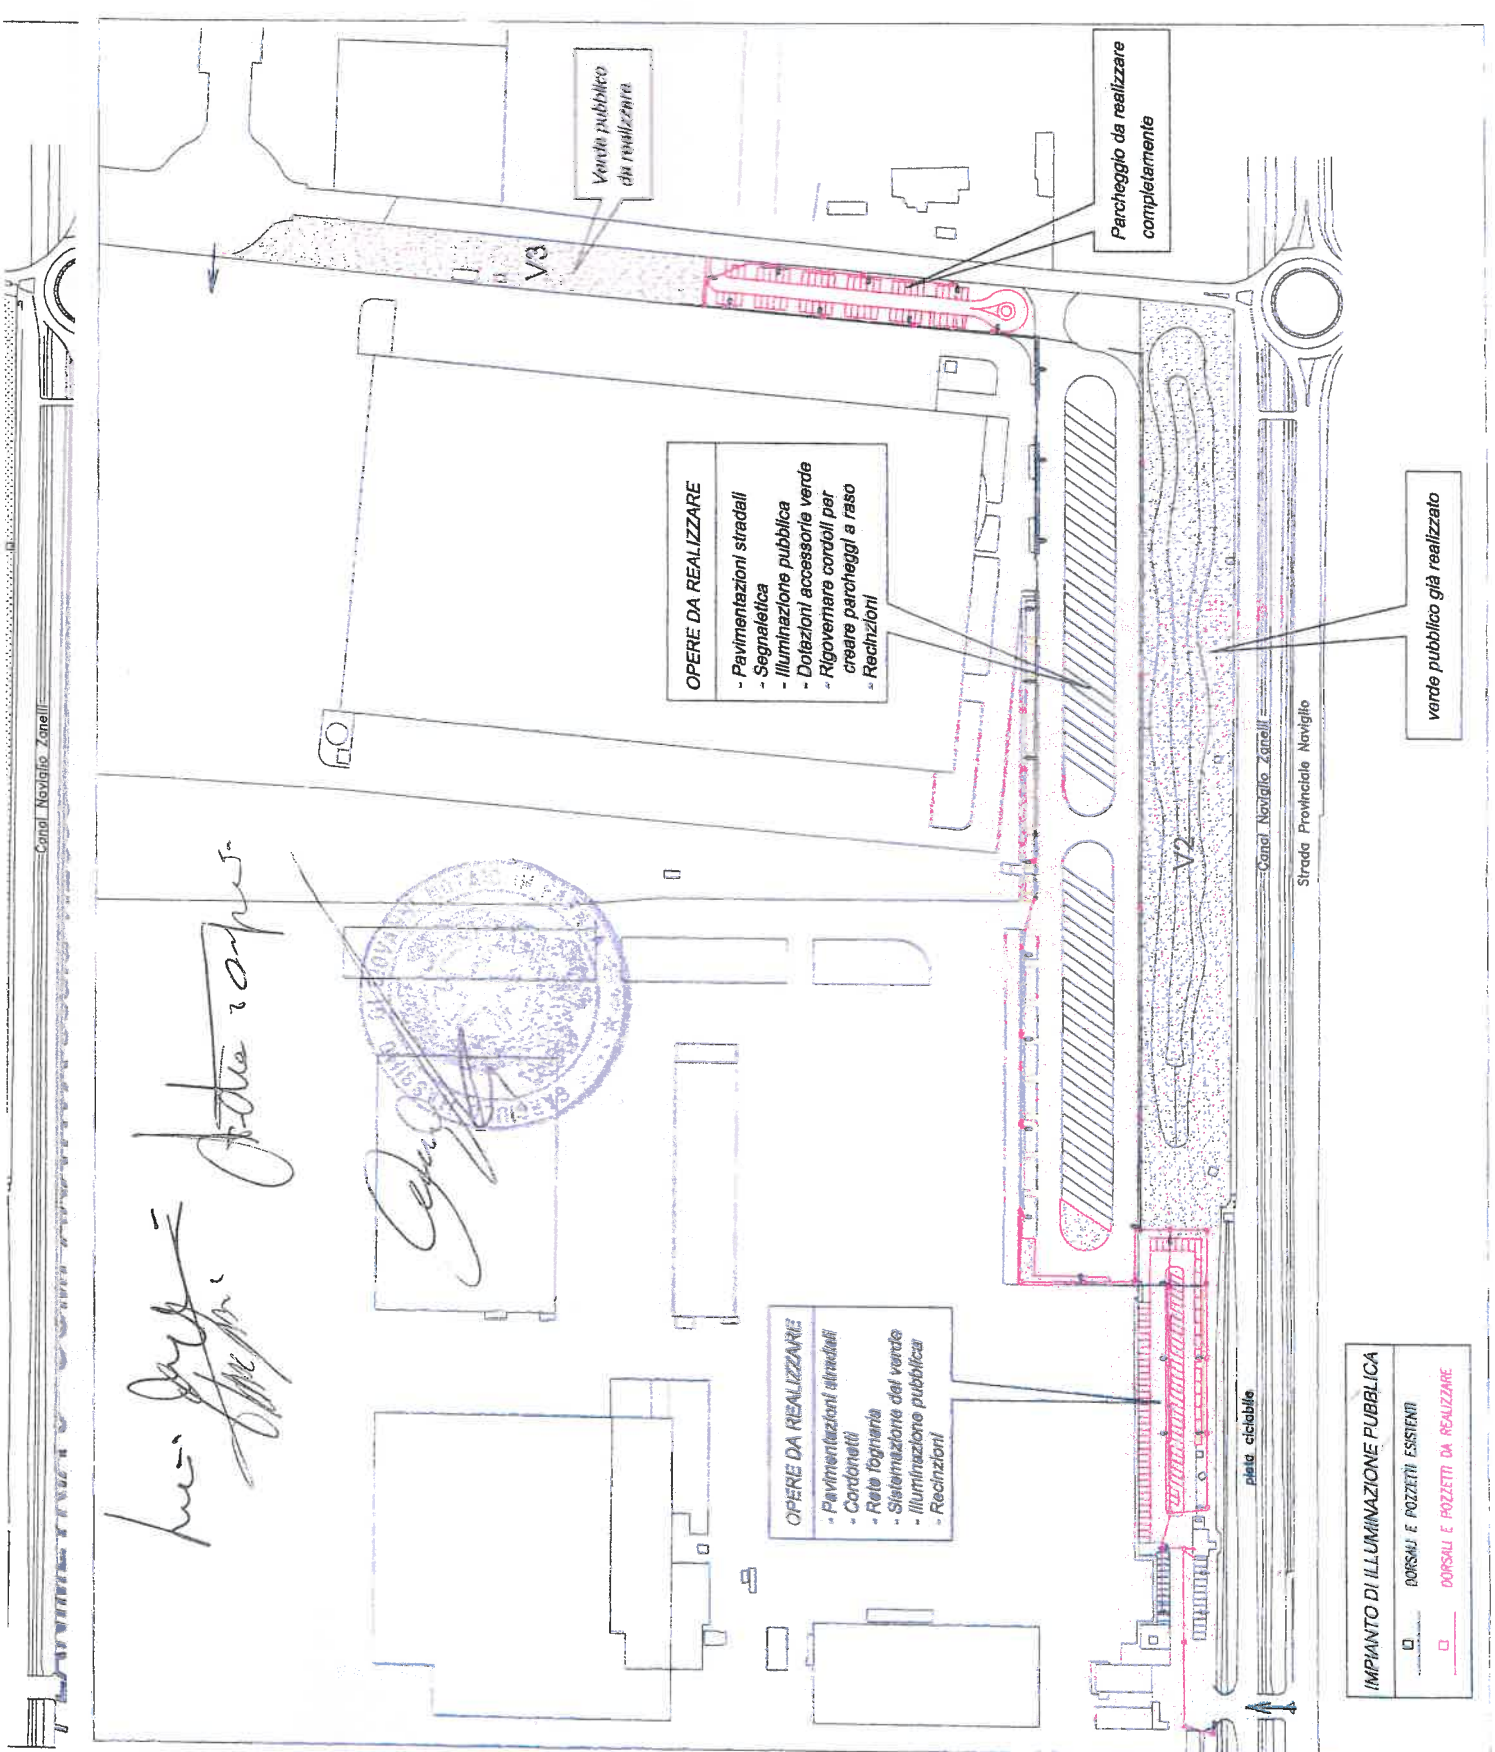 Canal Naviglio Zanelli
Verde pubblico
da realizzare
V3
Parcheggio da realizzare
completamente
OPERE DA REALIZZARE
- Pavimentazioni stradali
- Segnaletica
- Illuminazione pubblica
- Dotazioni accessorie verde
- Rigovernare cordoli per
creare parcheggi a raso
- Recinzioni
verde pubblico già realizzato
V2
Canal Naviglio Zanelli
Strada Provinciale Naviglio
OPERE DA REALIZZARE
- Pavimentazioni stradali
- Cordonetti
- Rete fognaria
- Sistemazione del verde
- Illuminazione pubblica
- Recinzioni
pista ciclabile
IMPIANTO DI ILLUMINAZIONE PUBBLICA
DORSALI E POZZETTI ESISTENTI
DORSALI E POZZETTI DA REALIZZARE